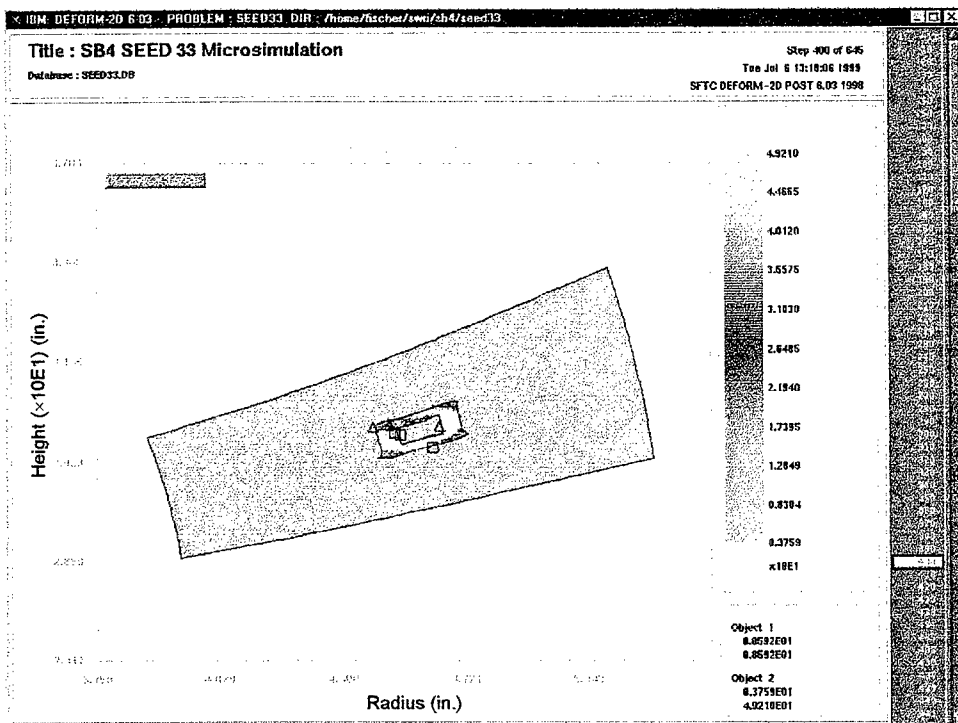 IBM: DEFORM-2D 6.03 - PROBLEM : SEED33 DIR : /home/fischer/swri/sb4/seed33
Title : SB4 SEED 33 Microsimulation
Database : SEED33.DB
Step 400 of 645
Tue Jul 6 13:18:06 1999
SFTC DEFORM-2D POST 6.03 1998
4.9210
4.4665
4.0120
3.5575
3.1030
2.6485
2.1940
1.7395
1.2849
0.8304
0.3759
x10E1
Height (×10E1) (in.)
Radius (in.)
Object 1
0.8592E01
0.8592E01
Object 2
0.3759E01
4.9210E01